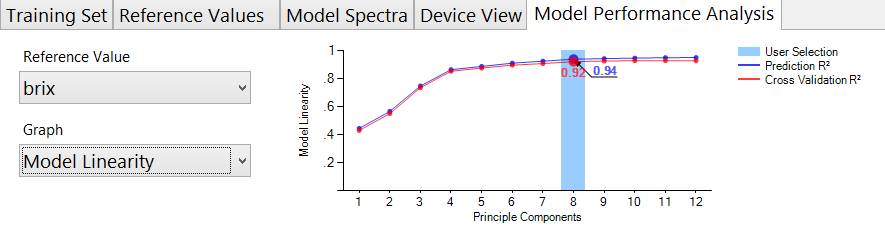 Training Set Reference Values Model Spectra Device View Model Performance Analysis
Reference Value
brix
Graph
Model Linearity
Model Linearity
1
.8
.6
.4
.2
0.92 0.94
1 2 3 4 5 6 7 8 9 10 11 12
Principle Components
User Selection
Prediction R²
Cross Validation R²